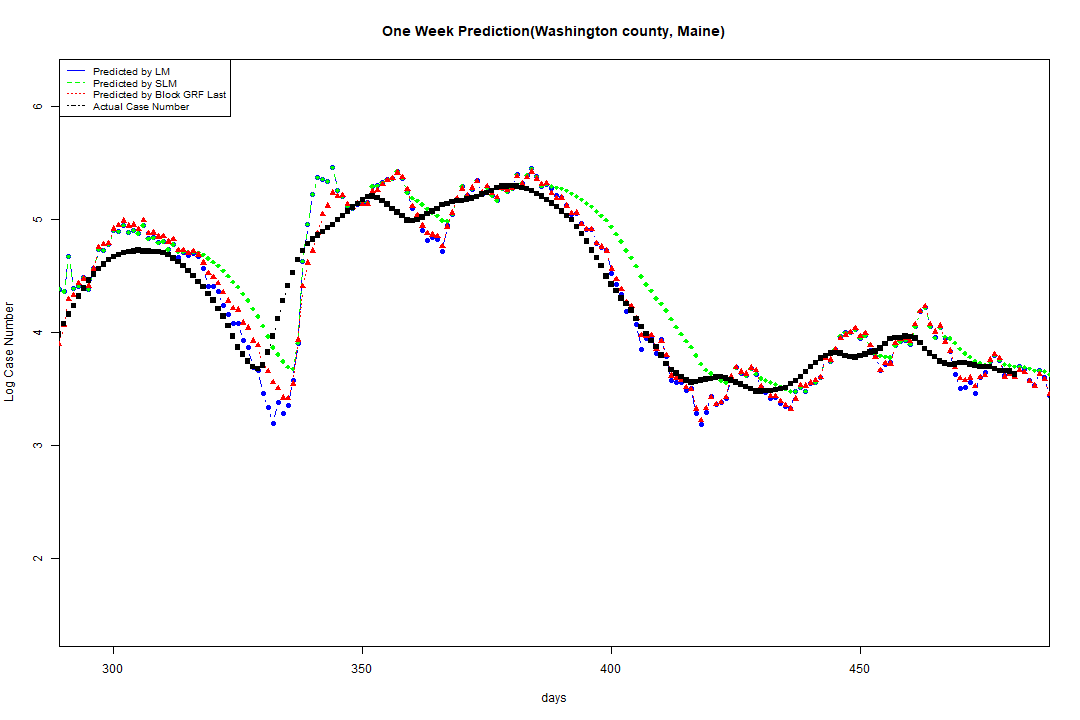 One Week Prediction(Washington county, Maine)
Predicted by LM
Predicted by SLM
Predicted by Block GRF Last
Actual Case Number
6
5
4
3
2
Log Case Number
300
350
400
450
days